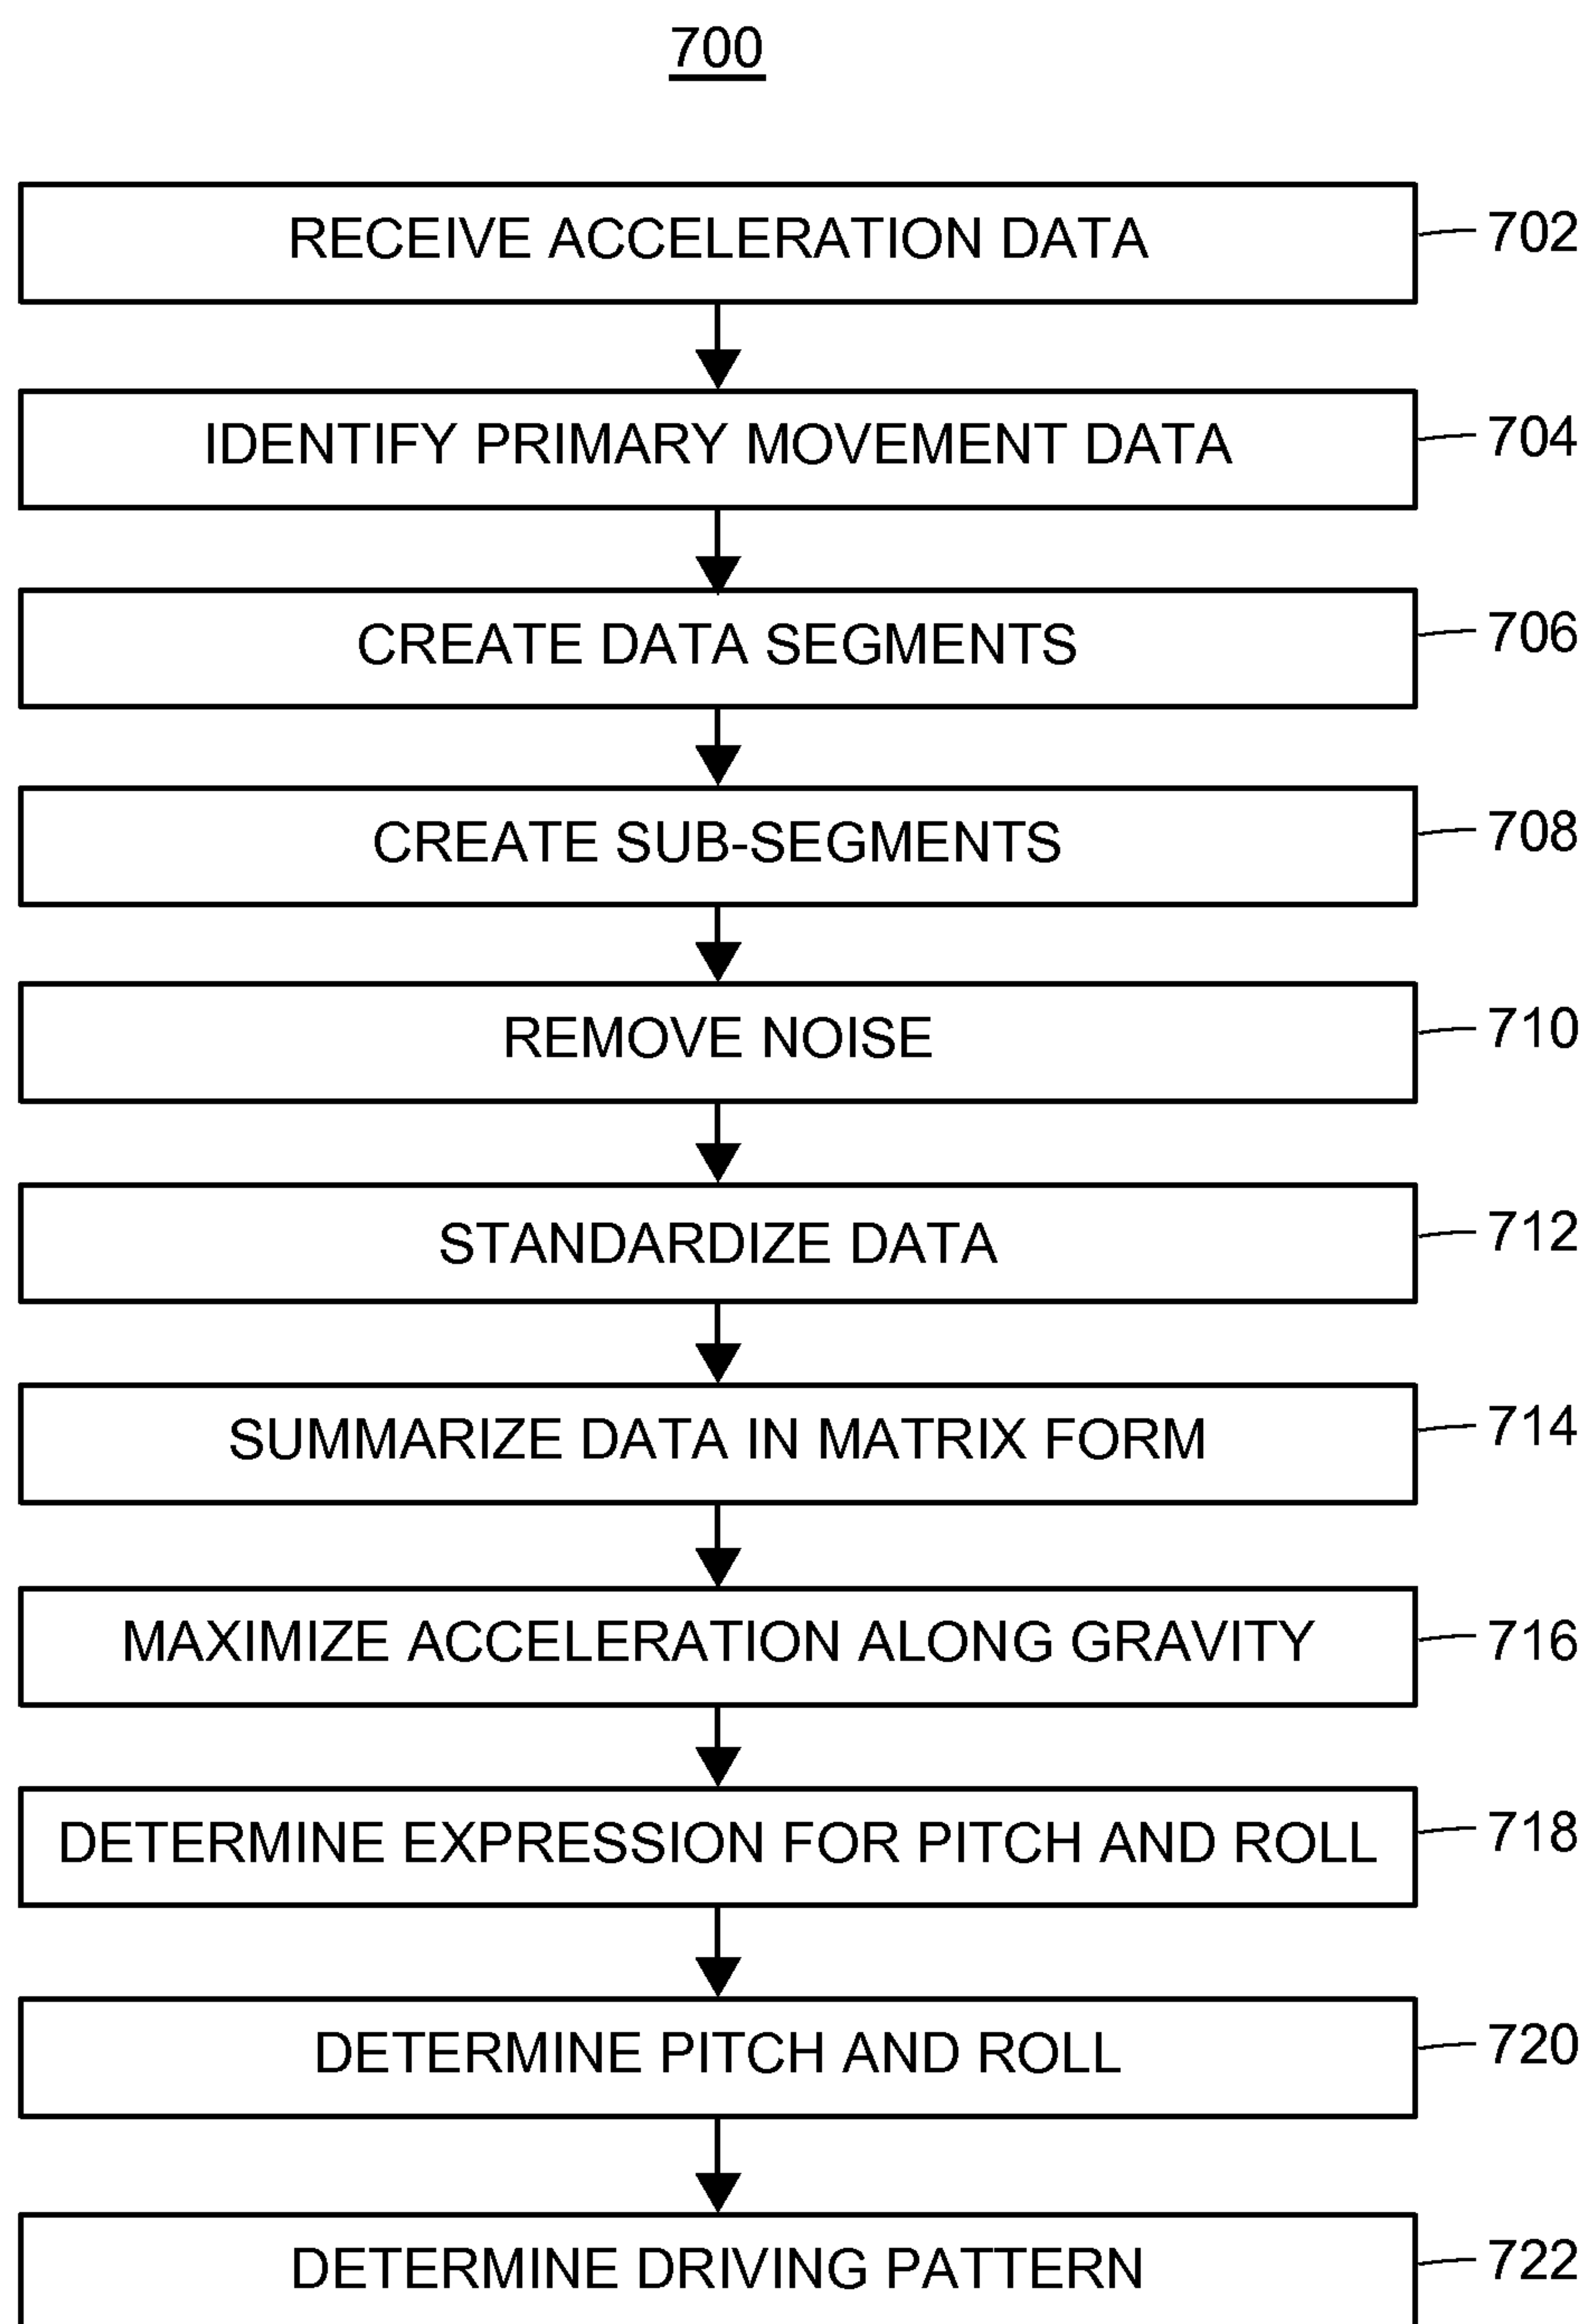 700
RECEIVE ACCELERATION DATA 702
IDENTIFY PRIMARY MOVEMENT DATA 704
CREATE DATA SEGMENTS 706
CREATE SUB-SEGMENTS 708
REMOVE NOISE 710
STANDARDIZE DATA 712
SUMMARIZE DATA IN MATRIX FORM 714
MAXIMIZE ACCELERATION ALONG GRAVITY 716
DETERMINE EXPRESSION FOR PITCH AND ROLL 718
DETERMINE PITCH AND ROLL 720
DETERMINE DRIVING PATTERN 722